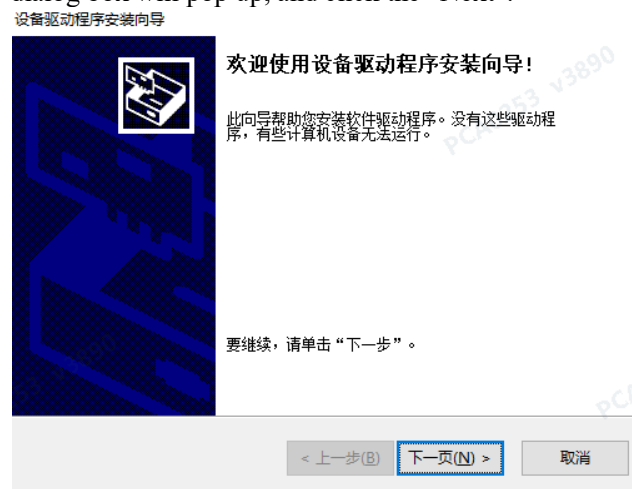 dialog box will pop up, and click the "Next".
设备驱动程序安装向导
欢迎使用设备驱动程序安装向导!
此向导帮助您安装软件驱动程序。没有这些驱动程
序，有些计算机设备无法运行。
要继续，请单击“下一步”。
< 上一步(B)
下一页(N) >
取消